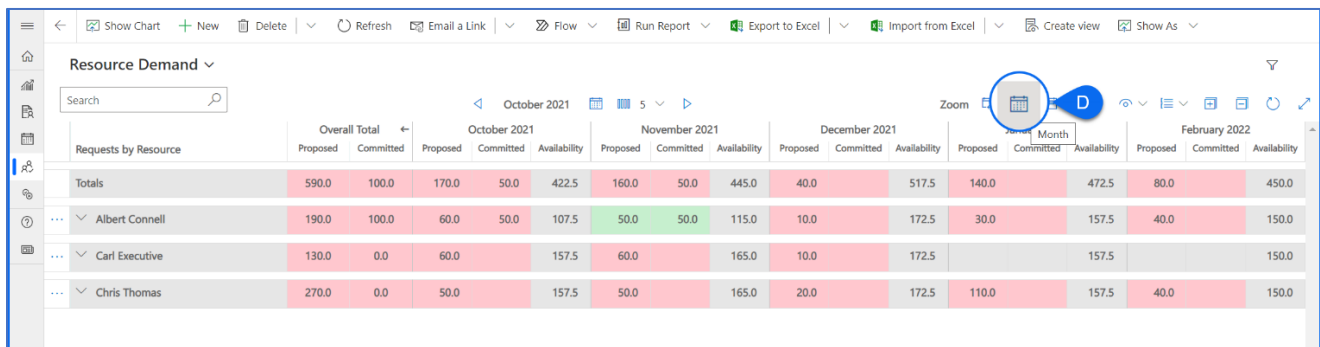 Show Chart New Delete Refresh Email a Link Flow Run Report Export to Excel Import from Excel Create view Show As
Resource Demand
Search October 2021 5 Zoom D
Month
Overall Total October 2021 November 2021 December 2021 February 2022
Requests by Resource Proposed Committed Proposed Committed Availability Proposed Committed Availability Proposed Committed Availability Proposed Committed Availability Proposed Committed Availability
Totals 590.0 100.0 170.0 50.0 422.5 160.0 50.0 445.0 40.0 517.5 140.0 472.5 80.0 450.0
Albert Connell 190.0 100.0 60.0 50.0 107.5 50.0 50.0 115.0 10.0 172.5 30.0 157.5 40.0 150.0
Carl Executive 130.0 0.0 60.0 157.5 60.0 165.0 10.0 172.5 157.5 150.0
Chris Thomas 270.0 0.0 50.0 157.5 50.0 165.0 20.0 172.5 110.0 157.5 40.0 150.0